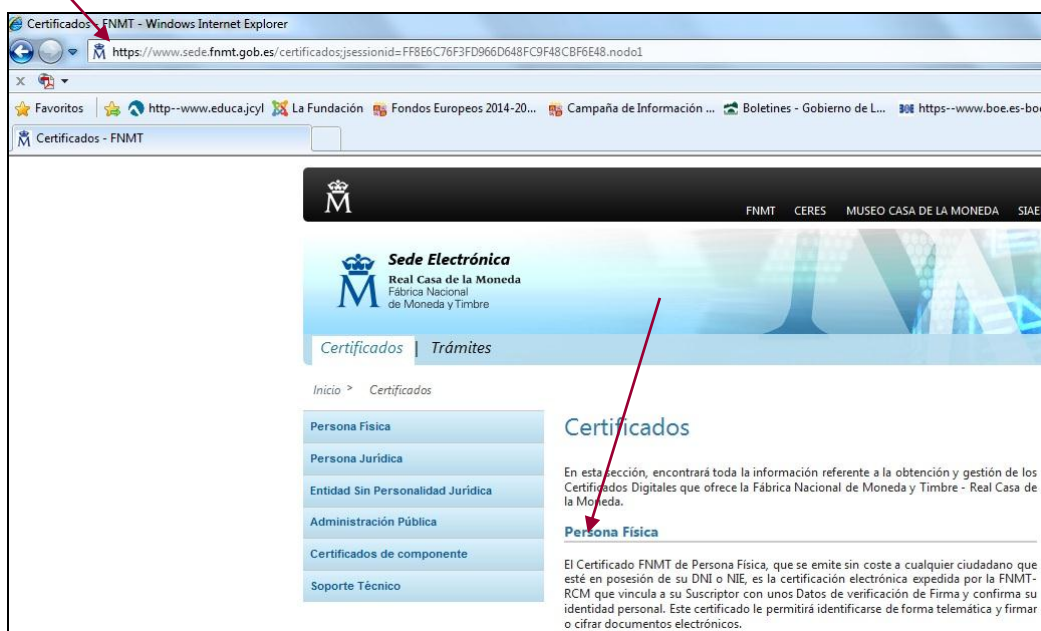 Certificados - FNMT - Windows Internet Explorer
https://www.sede.fnmt.gob.es/certificados;jsessionid=FF8E6C76F3FD966D648FC9F48CBF6E48.nodo1
x
Favoritos http--www.educa.jcyl La Fundación Fondos Europeos 2014-20... Campaña de Información ... Boletines - Gobierno de L... https--www.boe.es-boe
Certificados - FNMT
M
FNMT CERES MUSEO CASA DE LA MONEDA SIAE
Sede Electrónica
Real Casa de la Moneda
Fábrica Nacional
de Moneda y Timbre
Certificados | Trámites
Inicio > Certificados
Persona Física
Persona Jurídica
Entidad Sin Personalidad Jurídica
Administración Pública
Certificados de componente
Soporte Técnico
Certificados
En esta sección, encontrará toda la información referente a la obtención y gestión de los
Certificados Digitales que ofrece la Fábrica Nacional de Moneda y Timbre - Real Casa de
la Moneda.
Persona Física
El Certificado FNMT de Persona Física, que se emite sin coste a cualquier ciudadano que
esté en posesión de su DNI o NIE, es la certificación electrónica expedida por la FNMT-
RCM que vincula a su Suscriptor con unos Datos de verificación de Firma y confirma su
identidad personal. Este certificado le permitirá identificarse de forma telemática y firmar
o cifrar documentos electrónicos.